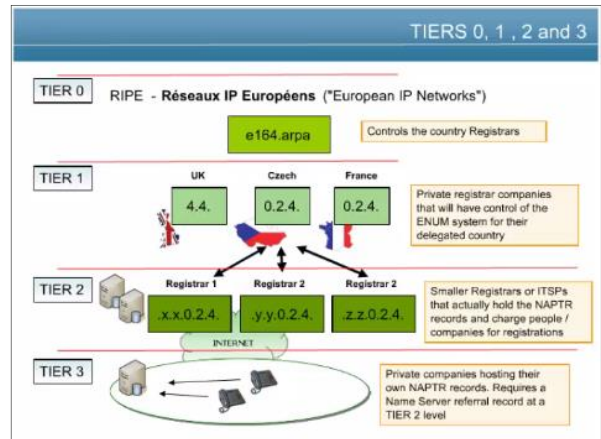 TIERS 0, 1 , 2 and 3
TIER 0
RIPE - Réseaux IP Européens ("European IP Networks")
e164.arpa
Controls the country Registrars
TIER 1
UK
Czech
France
4.4.
0.2.4.
0.2.4.
Private registrar companies
that will have control of the
ENUM system for their
delegated country
TIER 2
Registrar 1
Registrar 2
Registrar 2
.x.x.0.2.4.
.y.y.0.2.4.
.z.z.0.2.4.
Smaller Registrars or ITSPs
that actually hold the NAPTR
records and charge people /
companies for registrations
INTERNET
TIER 3
Private companies hosting their
own NAPTR records. Requires a
Name Server referral record at a
TIER 2 level